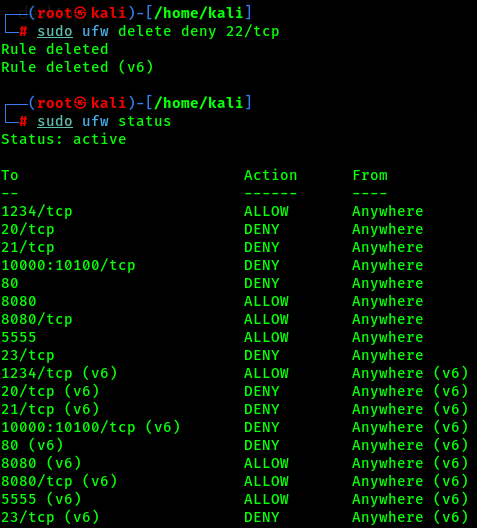 ┌──(root㉿kali)-[/home/kali]
└─# sudo ufw delete deny 22/tcp
Rule deleted
Rule deleted (v6)
┌──(root㉿kali)-[/home/kali]
└─# sudo ufw status
Status: active
To                         Action      From
--                         ------      ----
1234/tcp                   ALLOW       Anywhere
20/tcp                     DENY        Anywhere
21/tcp                     DENY        Anywhere
10000:10100/tcp            DENY        Anywhere
80                         DENY        Anywhere
8080                       ALLOW       Anywhere
8080/tcp                   ALLOW       Anywhere
5555                       ALLOW       Anywhere
23/tcp                     DENY        Anywhere
1234/tcp (v6)              ALLOW       Anywhere (v6)
20/tcp (v6)                DENY        Anywhere (v6)
21/tcp (v6)                DENY        Anywhere (v6)
10000:10100/tcp (v6)       DENY        Anywhere (v6)
80 (v6)                    DENY        Anywhere (v6)
8080 (v6)                  ALLOW       Anywhere (v6)
8080/tcp (v6)              ALLOW       Anywhere (v6)
5555 (v6)                  ALLOW       Anywhere (v6)
23/tcp (v6)                DENY        Anywhere (v6)